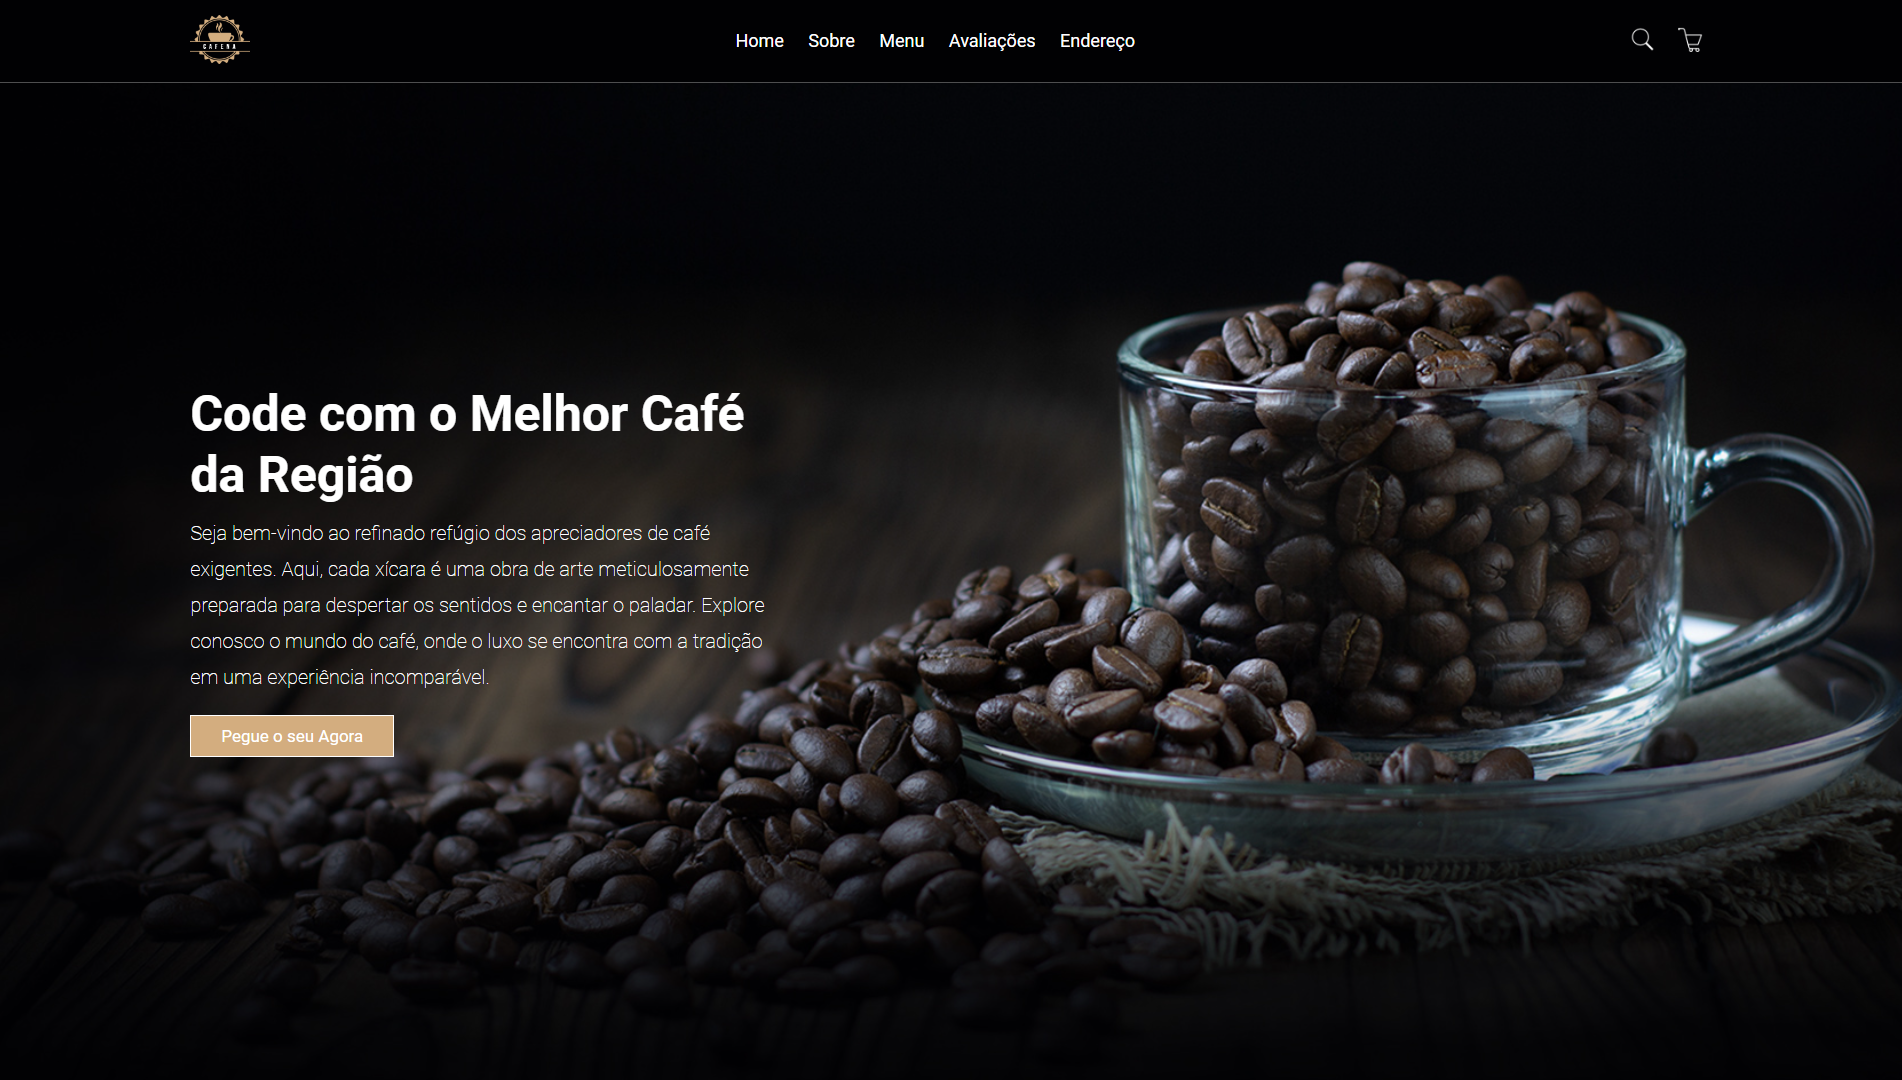 CAFENA
Home Sobre Menu Avaliações Endereço
Code com o Melhor Café
da Região
Seja bem-vindo ao refinado refúgio dos apreciadores de café
exigentes. Aqui, cada xícara é uma obra de arte meticulosamente
preparada para despertar os sentidos e encantar o paladar. Explore
conosco o mundo do café, onde o luxo se encontra com a tradição
em uma experiência incomparável.
Pegue o seu Agora